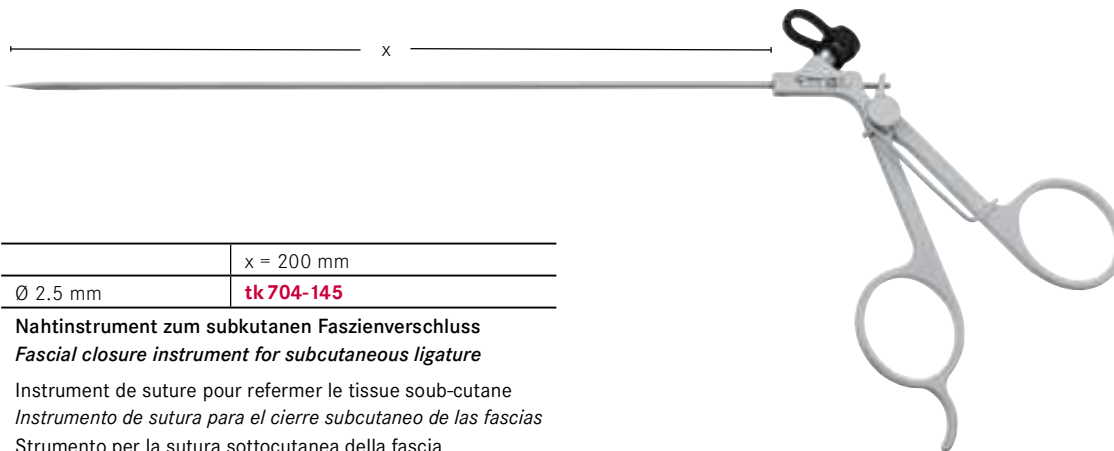 x
x = 200 mm
Ø 2.5 mm tk 704-145
Nahtinstrument zum subkutanen Faszienverschluss
Fascial closure instrument for subcutaneous ligature
Instrument de suture pour refermer le tissue soub-cutane
Instrumento de sutura para el cierre subcutaneo de las fascias
Strumento per la sutura sottocutanea della fascia